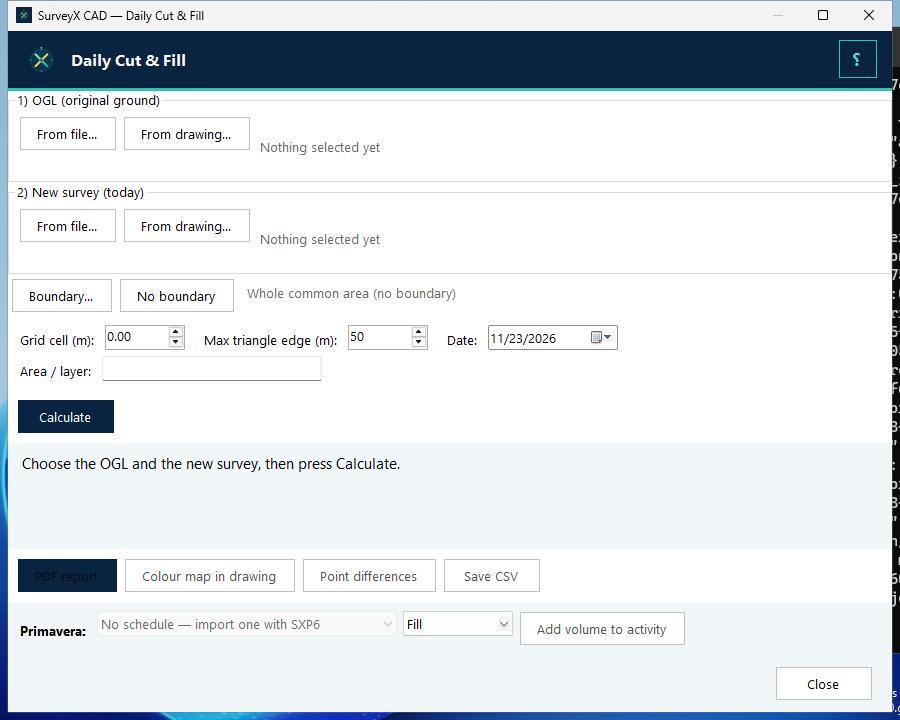 SurveyX CAD — Daily Cut & Fill
Daily Cut & Fill
؟
1) OGL (original ground)
From file... From drawing... Nothing selected yet
2) New survey (today)
From file... From drawing... Nothing selected yet
Boundary... No boundary Whole common area (no boundary)
Grid cell (m): 0.00 Max triangle edge (m): 50 Date: 11/23/2026
Area / layer:
Calculate
Choose the OGL and the new survey, then press Calculate.
PDF report Colour map in drawing Point differences Save CSV
Primavera: No schedule — import one with SXP6 Fill Add volume to activity
Close